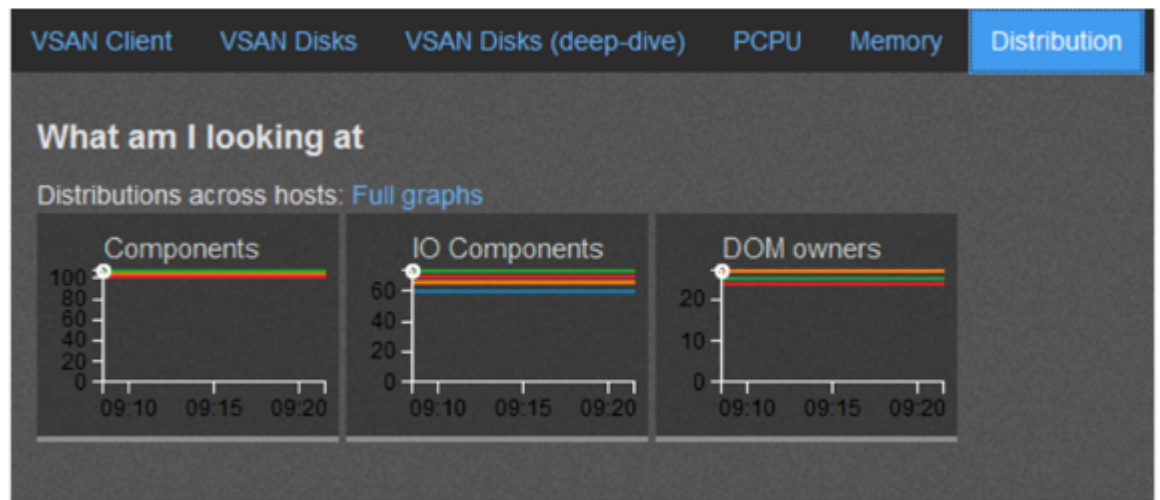 VSAN Client VSAN Disks VSAN Disks (deep-dive) PCPU Memory Distribution
What am I looking at
Distributions across hosts: Full graphs
Components IO Components DOM owners
100
80
60
40
20
0
09:10 09:15 09:20
60
40
20
0
09:10 09:15 09:20
20
10
0
09:10 09:15 09:20